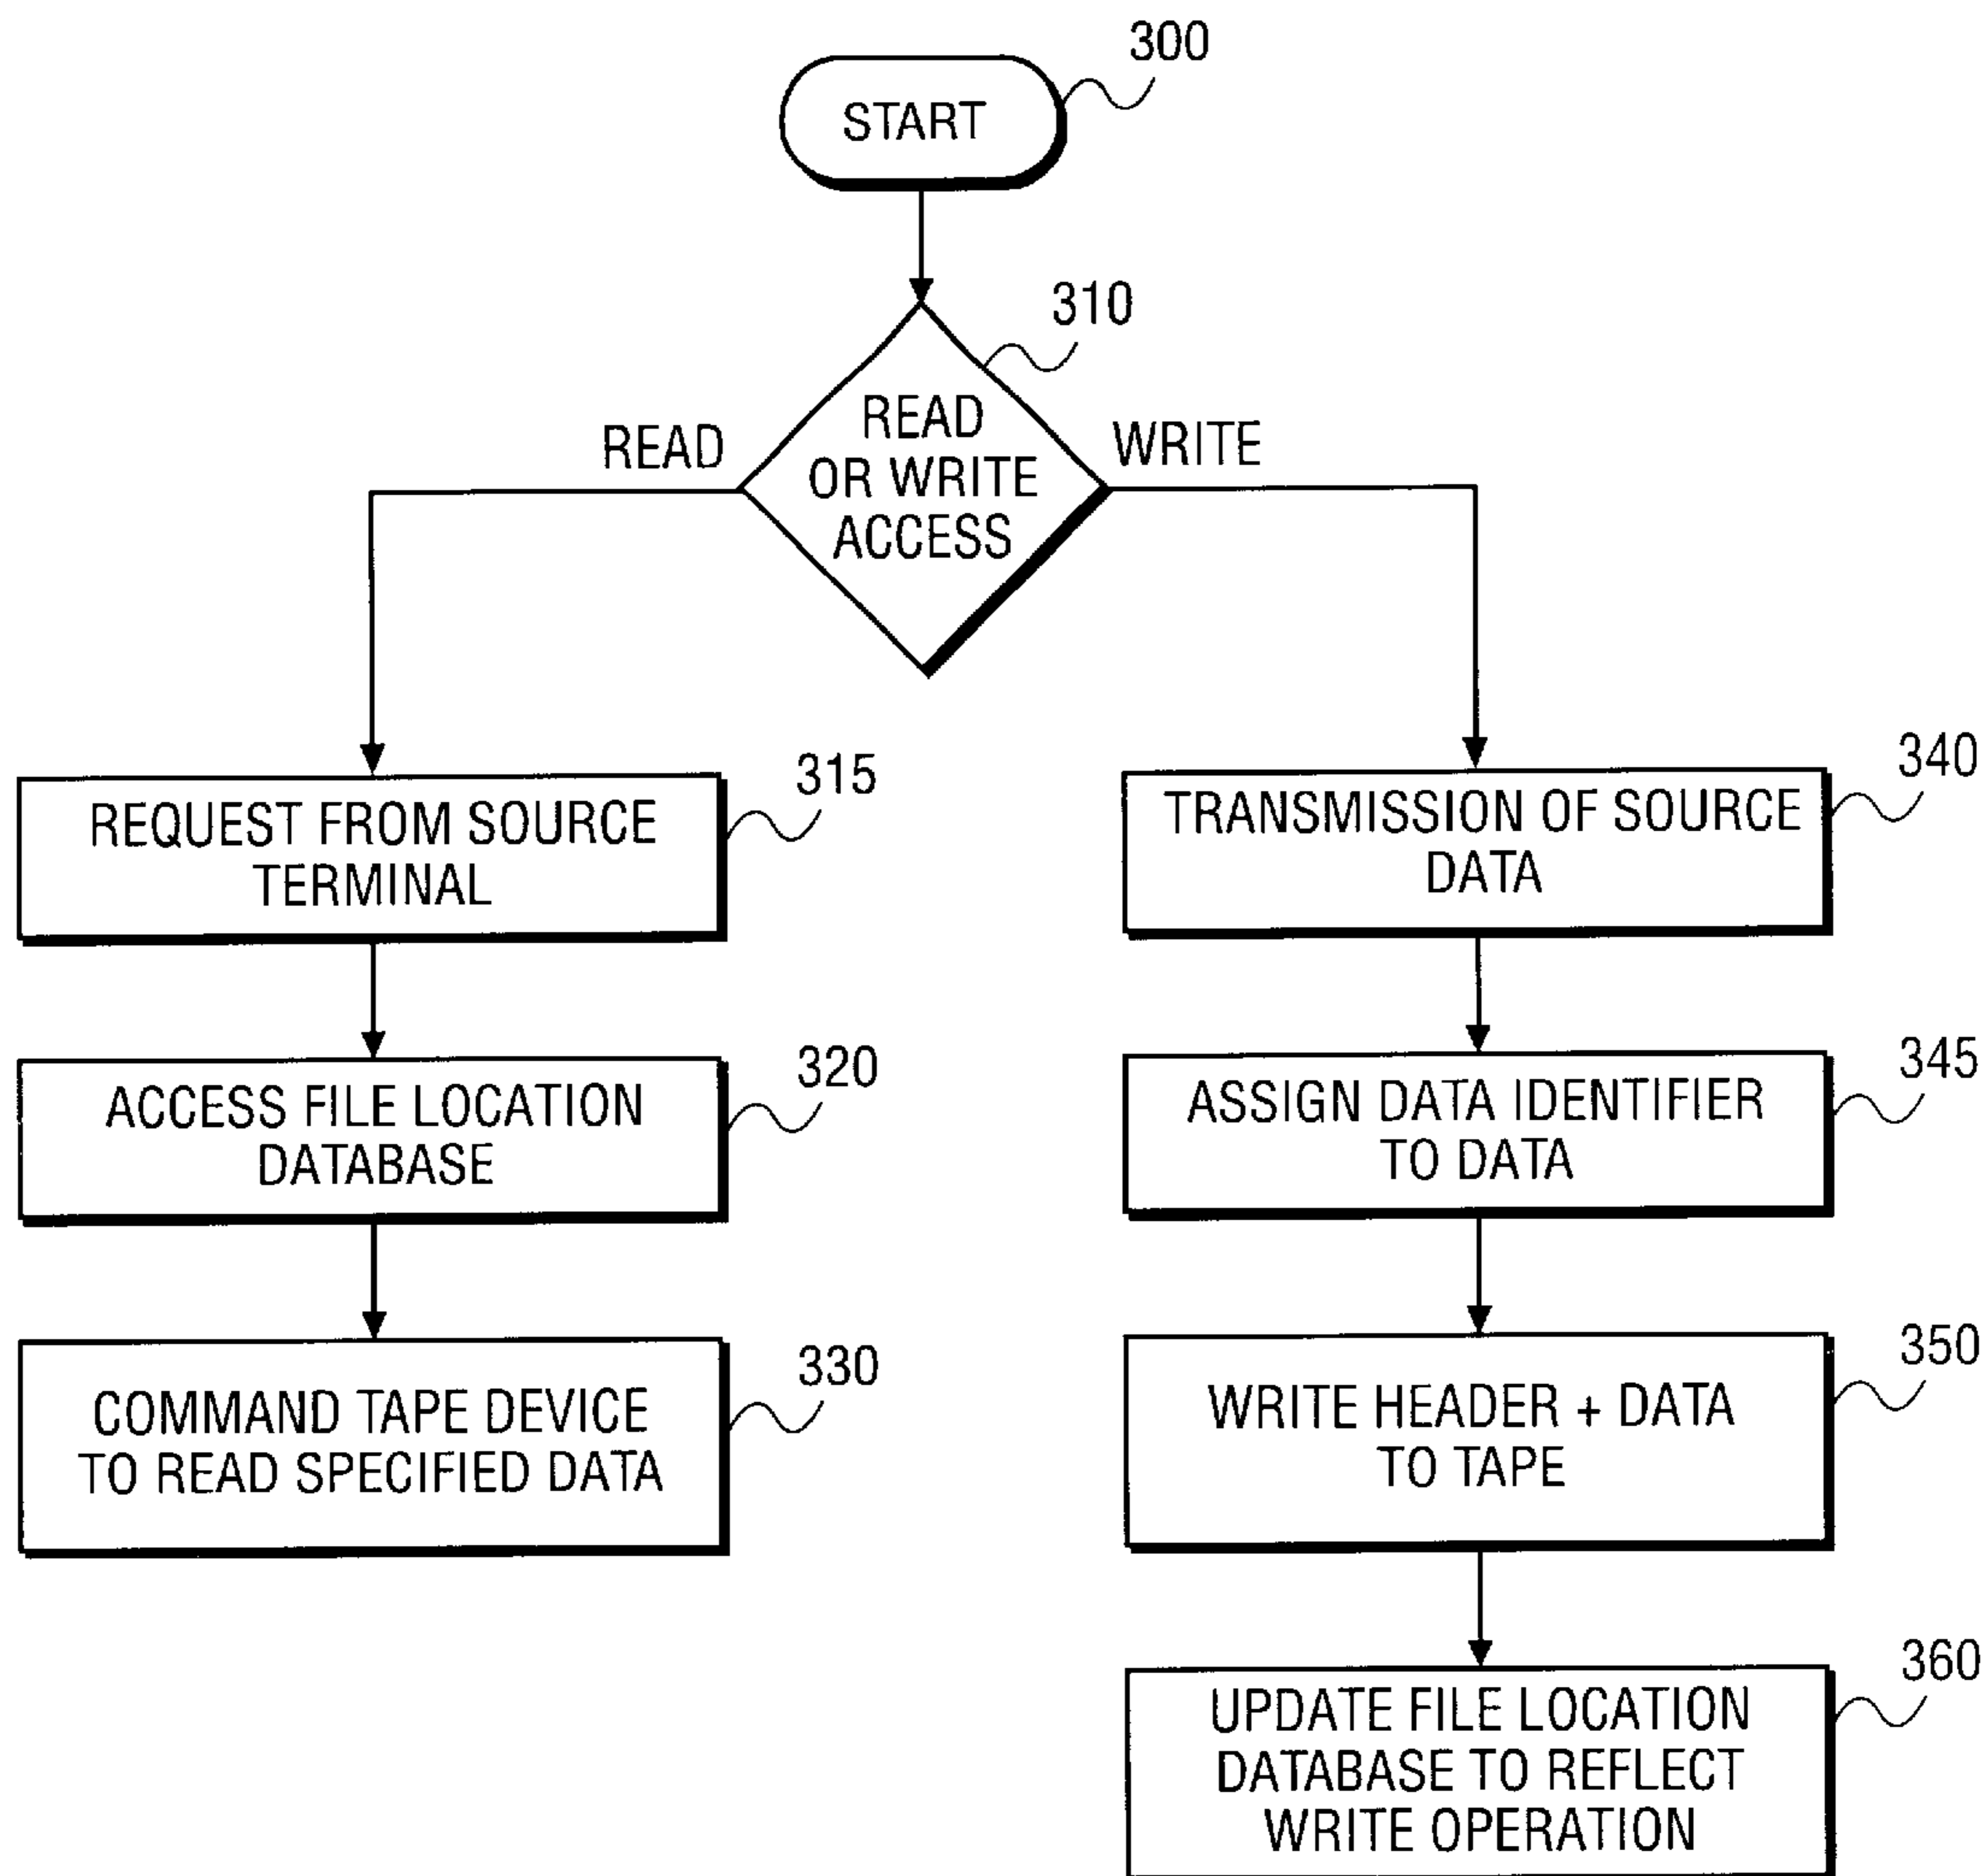 300
START
310
READ
OR WRITE
ACCESS
READ
WRITE
315
REQUEST FROM SOURCE
TERMINAL
320
ACCESS FILE LOCATION
DATABASE
330
COMMAND TAPE DEVICE
TO READ SPECIFIED DATA
340
TRANSMISSION OF SOURCE
DATA
345
ASSIGN DATA IDENTIFIER
TO DATA
350
WRITE HEADER + DATA
TO TAPE
360
UPDATE FILE LOCATION
DATABASE TO REFLECT
WRITE OPERATION